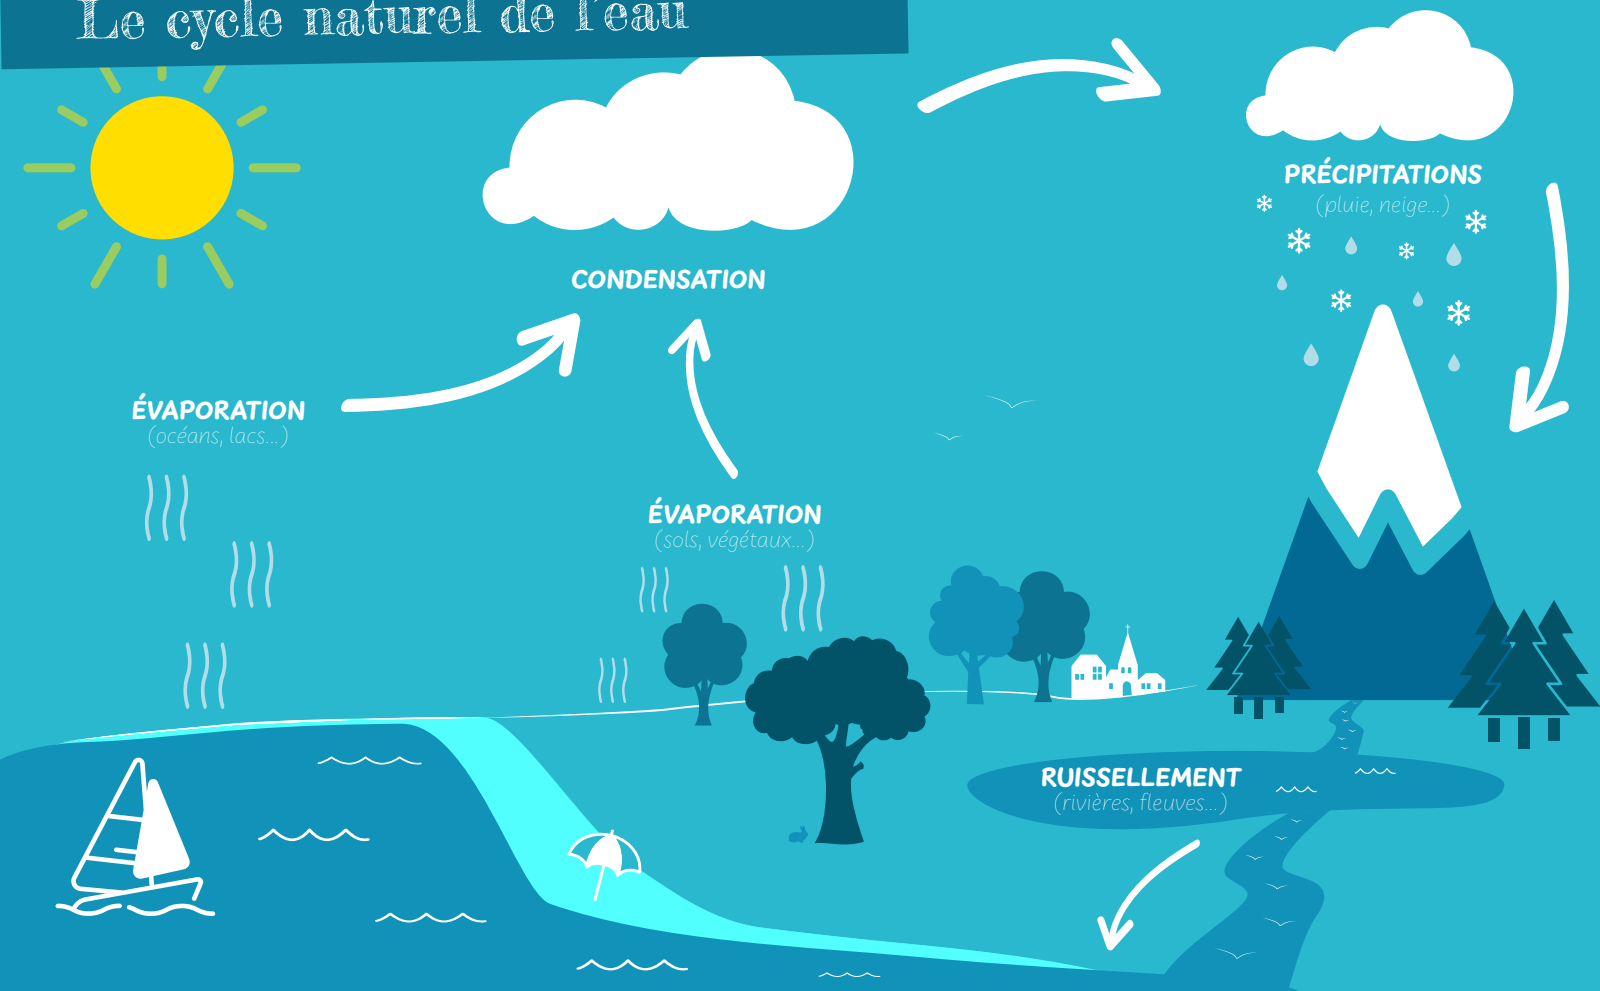 Le cycle naturel de l'eau
PRÉCIPITATIONS
(pluie, neige...)
CONDENSATION
ÉVAPORATION
(océans, lacs...)
ÉVAPORATION
(sols, végétaux...)
RUISSELLEMENT
(rivières, fleuves...)